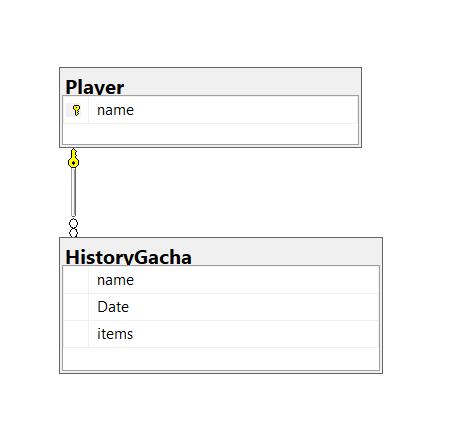 Player
name
HistoryGacha
name
Date
items